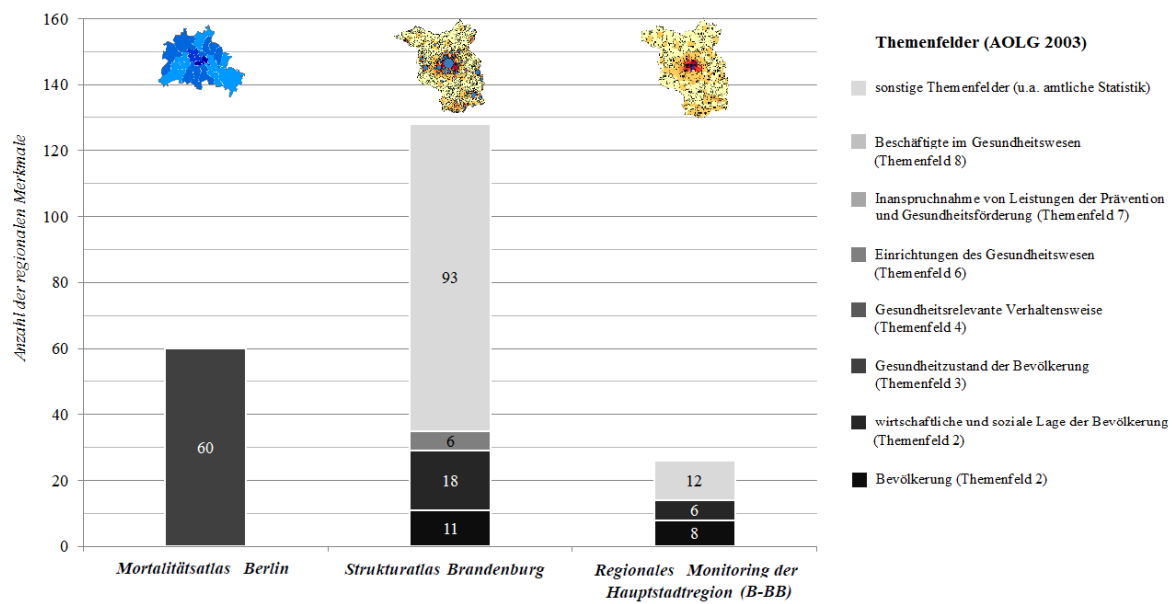 Anzahl der regionalen Merkmale
160
140
120
100
80
60
40
20
0
60
93
6
18
11
12
6
8
Mortalitätsatlas Berlin
Strukturatlas Brandenburg
Regionales Monitoring der
Hauptstadtregion (B-BB)
Themenfelder (AOLG 2003)
sonstige Themenfelder (u.a. amtliche Statistik)
Beschäftigte im Gesundheitswesen
(Themenfeld 8)
Inanspruchnahme von Leistungen der Prävention
und Gesundheitsförderung (Themenfeld 7)
Einrichtungen des Gesundheitswesen
(Themenfeld 6)
Gesundheitsrelevante Verhaltensweise
(Themenfeld 4)
Gesundheitzustand der Bevölkerung
(Themenfeld 3)
wirtschaftliche und soziale Lage der Bevölkerung
(Themenfeld 2)
Bevölkerung (Themenfeld 2)